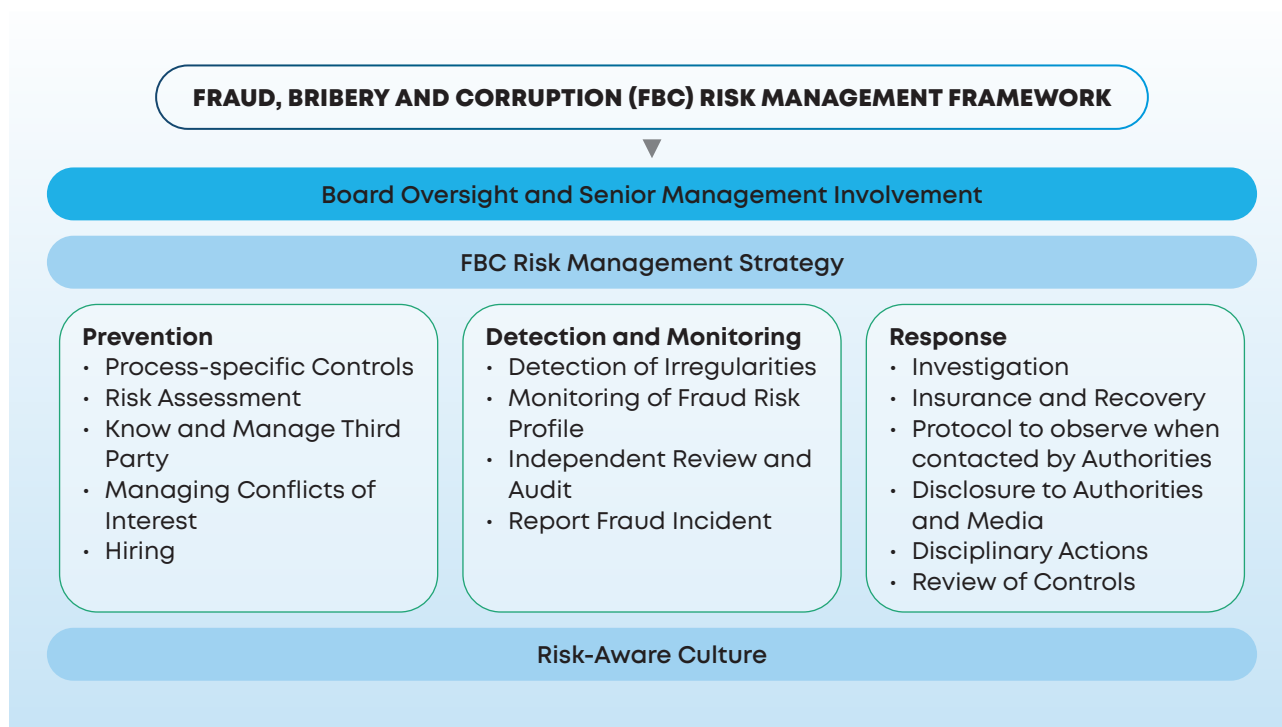 FRAUD, BRIBERY AND CORRUPTION (FBC) RISK MANAGEMENT FRAMEWORK
Board Oversight and Senior Management Involvement
FBC Risk Management Strategy
Prevention
• Process-specific Controls
• Risk Assessment
• Know and Manage Third
Party
• Managing Conflicts of
Interest
• Hiring
Detection and Monitoring
• Detection of Irregularities
• Monitoring of Fraud Risk
Profile
• Independent Review and
Audit
• Report Fraud Incident
Response
• Investigation
• Insurance and Recovery
• Protocol to observe when
contacted by Authorities
• Disclosure to Authorities
and Media
• Disciplinary Actions
• Review of Controls
Risk-Aware Culture